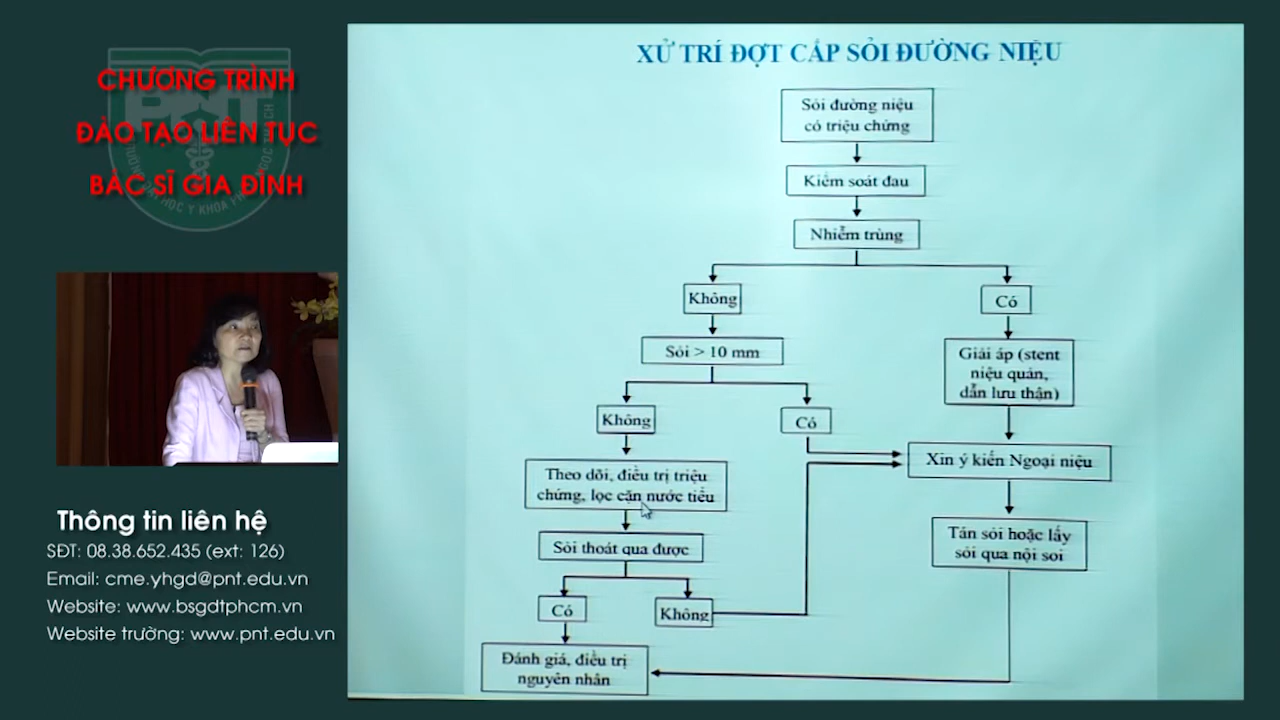 CHƯƠNG TRÌNH
ĐÀO TẠO LIÊN TỤC
BÁC SĨ GIA ĐÌNH
PNT
Thông tin liên hệ
SĐT: 08.38.652.435 (ext: 126)
Email: cme.yhgd@pnt.edu.vn
Website: www.bsgdtphcm.vn
Website trường: www.pnt.edu.vn
XỬ TRÍ ĐỢT CẤP SỎI ĐƯỜNG NIỆU
Sỏi đường niệu
có triệu chứng
Kiểm soát đau
Nhiễm trùng
Không
Có
Sỏi > 10 mm
Giải áp (stent
niệu quản,
dẫn lưu thận)
Không
Có
Xin ý kiến Ngoại niệu
Theo dõi, điều trị triệu
chứng, lọc cặn nước tiểu
Tán sỏi hoặc lấy
sỏi qua nội soi
Sỏi thoát qua được
Có
Không
Đánh giá, điều trị
nguyên nhân